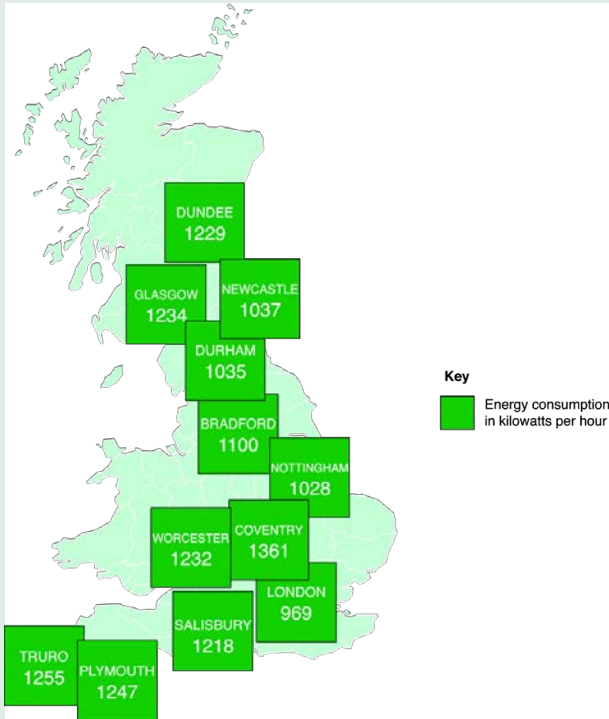 DUNDEE
1229
GLASGOW
1234
NEWCASTLE
1037
DURHAM
1035
BRADFORD
1100
NOTTINGHAM
1028
WORCESTER
1232
COVENTRY
1361
LONDON
969
SALISBURY
1218
TRURO
1255
PLYMOUTH
1247
Key
Energy consumption
in kilowatts per hour